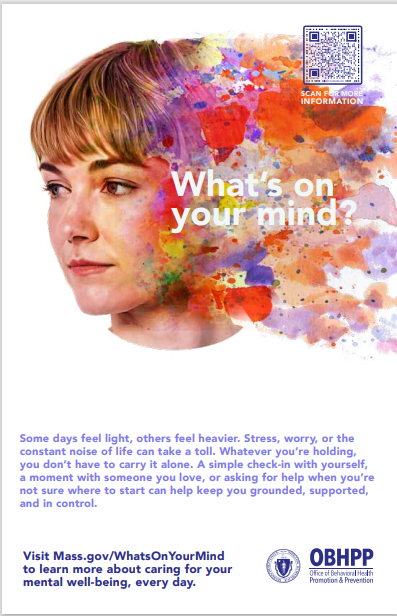 SCAN FOR MORE
INFORMATION
What's on
your mind?
Some days feel light, others feel heavier. Stress, worry, or the
constant noise of life can take a toll. Whatever you're holding,
you don't have to carry it alone. A simple check-in with yourself,
a moment with someone you love, or asking for help when you're
not sure where to start can help keep you grounded, supported,
and in control.
Visit Mass.gov/WhatsOnYourMind
to learn more about caring for your
mental well-being, every day.
OBHPP
Office of Behavioral Health
Promotion & Prevention